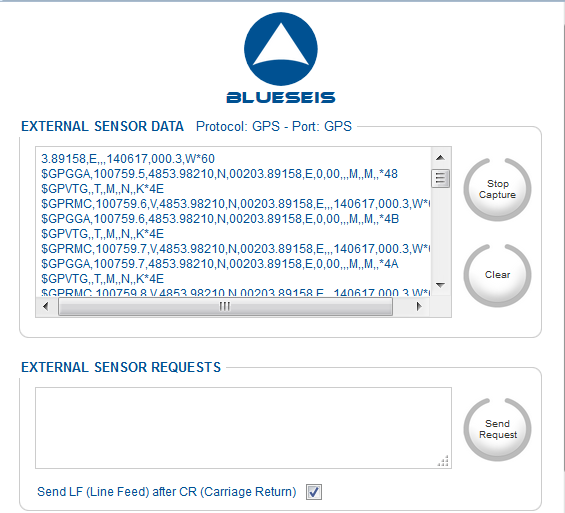 BLUESEIS
EXTERNAL SENSOR DATA Protocol: GPS - Port: GPS
3.89158,E,,,140617,000.3,W*60
$GPGGA,100759.5,4853.98210,N,00203.89158,E,0,00,,,M,,M,,*48
$GPVTG,,T,,M,,N,,K*4E
$GPRMC,100759.6,V,4853.98210,N,00203.89158,E,,,140617,000.3,W*
$GPGGA,100759.6,4853.98210,N,00203.89158,E,0,00,,,M,,M,,*4B
$GPVTG,,T,,M,,N,,K*4E
$GPRMC,100759.7,V,4853.98210,N,00203.89158,E,,,140617,000.3,W*
$GPGGA,100759.7,4853.98210,N,00203.89158,E,0,00,,,M,,M,,*4A
$GPVTG,,T,,M,,N,,K*4E
$GPRMC,100759.8,V,4853.98210,N,00203.89158,E,,,140617,000.3,W*
Stop
Capture
Clear
EXTERNAL SENSOR REQUESTS
Send
Request
Send LF (Line Feed) after CR (Carriage Return)